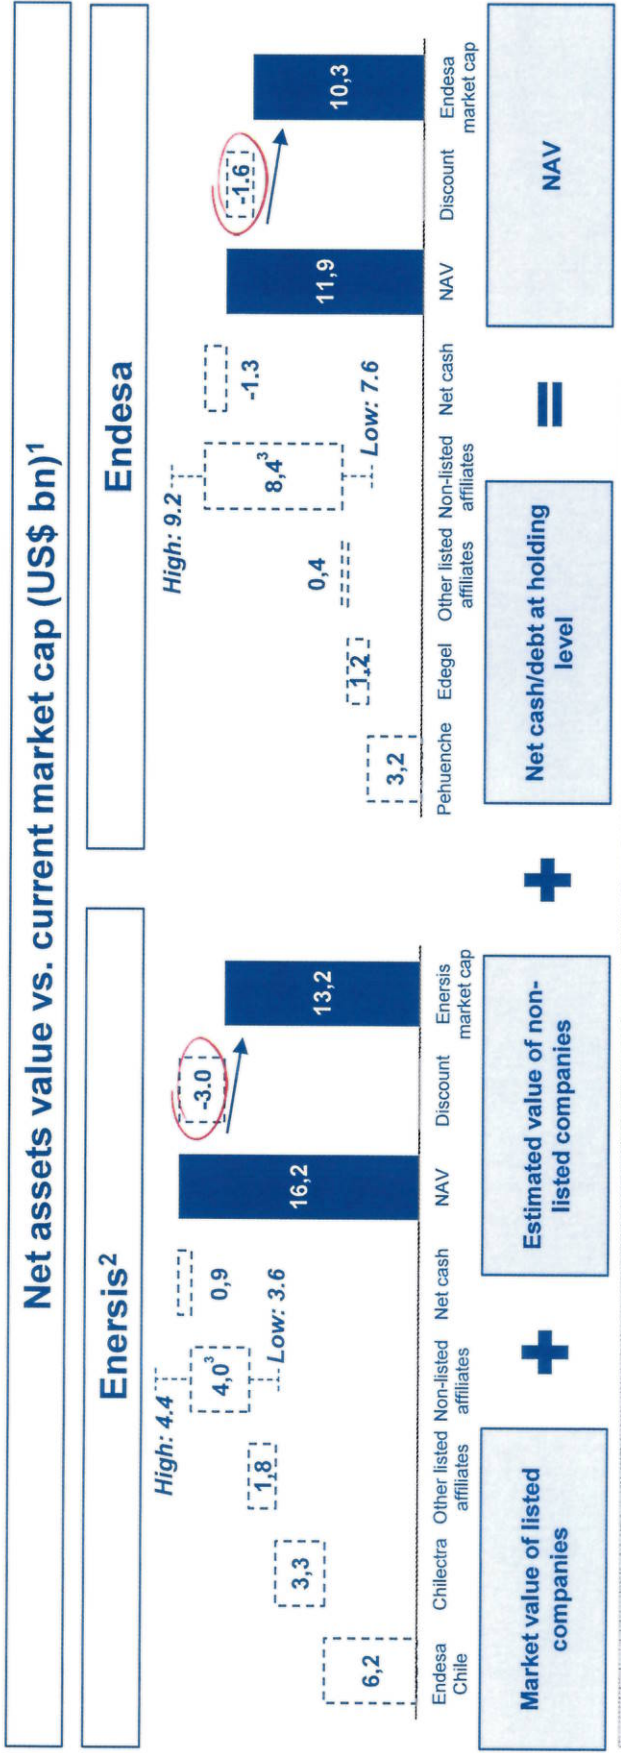 Net assets value vs. current market cap (US$ bn)¹
Enersis²
High: 4.4
6,2
3,3
1,8
4,0³
Low: 3.6
0,9
16,2
-3.0
13,2
Endesa
Chile
Chilectra
Other listed
affiliates
Non-listed
affiliates
Net cash
NAV
Discount
Enersis
market cap
Endesa
High: 9.2
3,2
1,2
0,4
8,4³
Low: 7.6
-1.3
11,9
-1.6
10,3
Pehuenche
Edegel
Other listed
affiliates
Non-listed
affiliates
Net cash
NAV
Discount
Endesa
market cap
Market value of listed
companies
+
Estimated value of non-
listed companies
+
Net cash/debt at holding
level
=
NAV